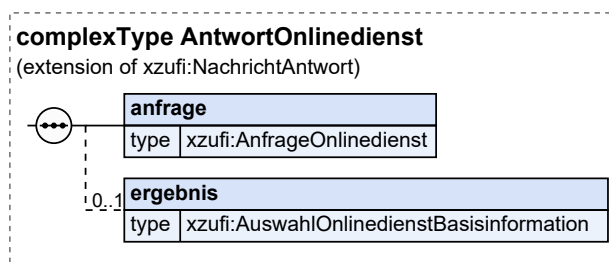 complexType AntwortOnlinedienst
(extension of xzufi:NachrichtAntwort)
anfrage
type xzufi:AnfrageOnlinedienst
0..1 ergebnis
type xzufi:AuswahlOnlinedienstBasisinformation